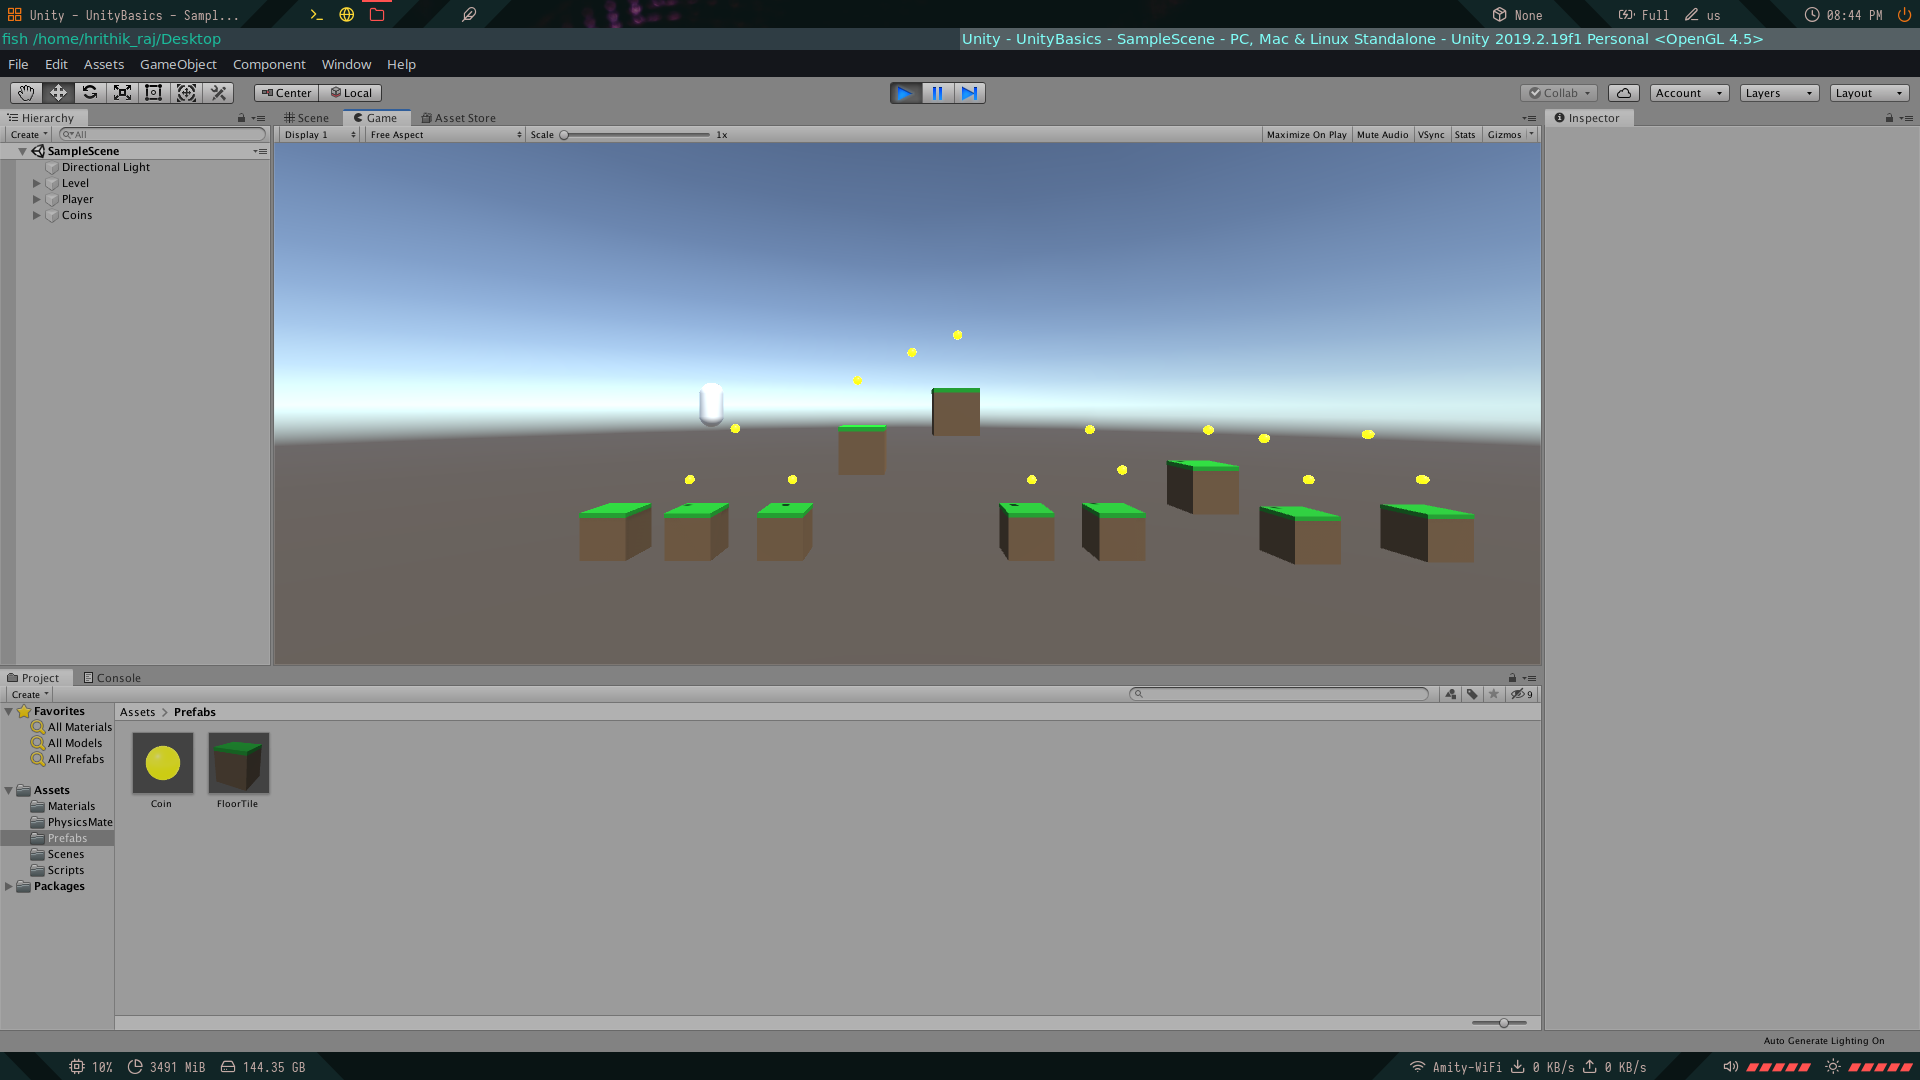 Unity - UnityBasics - Sampl...
None
Full
us
08:44 PM
fish /home/hrithik_raj/Desktop
Unity - UnityBasics - SampleScene - PC, Mac & Linux Standalone - Unity 2019.2.19f1 Personal <OpenGL 4.5>
File Edit Assets GameObject Component Window Help
Center Local
Collab Account Layers Layout
Hierarchy
Scene Game Asset Store
Inspector
Create All
Display 1 Free Aspect Scale 1x
Maximize On Play Mute Audio VSync Stats Gizmos
SampleScene
Directional Light
Level
Player
Coins
Project Console
Create
9
Favorites
All Materials
All Models
All Prefabs
Assets
Materials
PhysicsMate
Prefabs
Scenes
Scripts
Packages
Assets > Prefabs
Coin
FloorTile
Auto Generate Lighting On
10% 3491 MiB 144.35 GB
Amity-WiFi 0 KB/s 0 KB/s